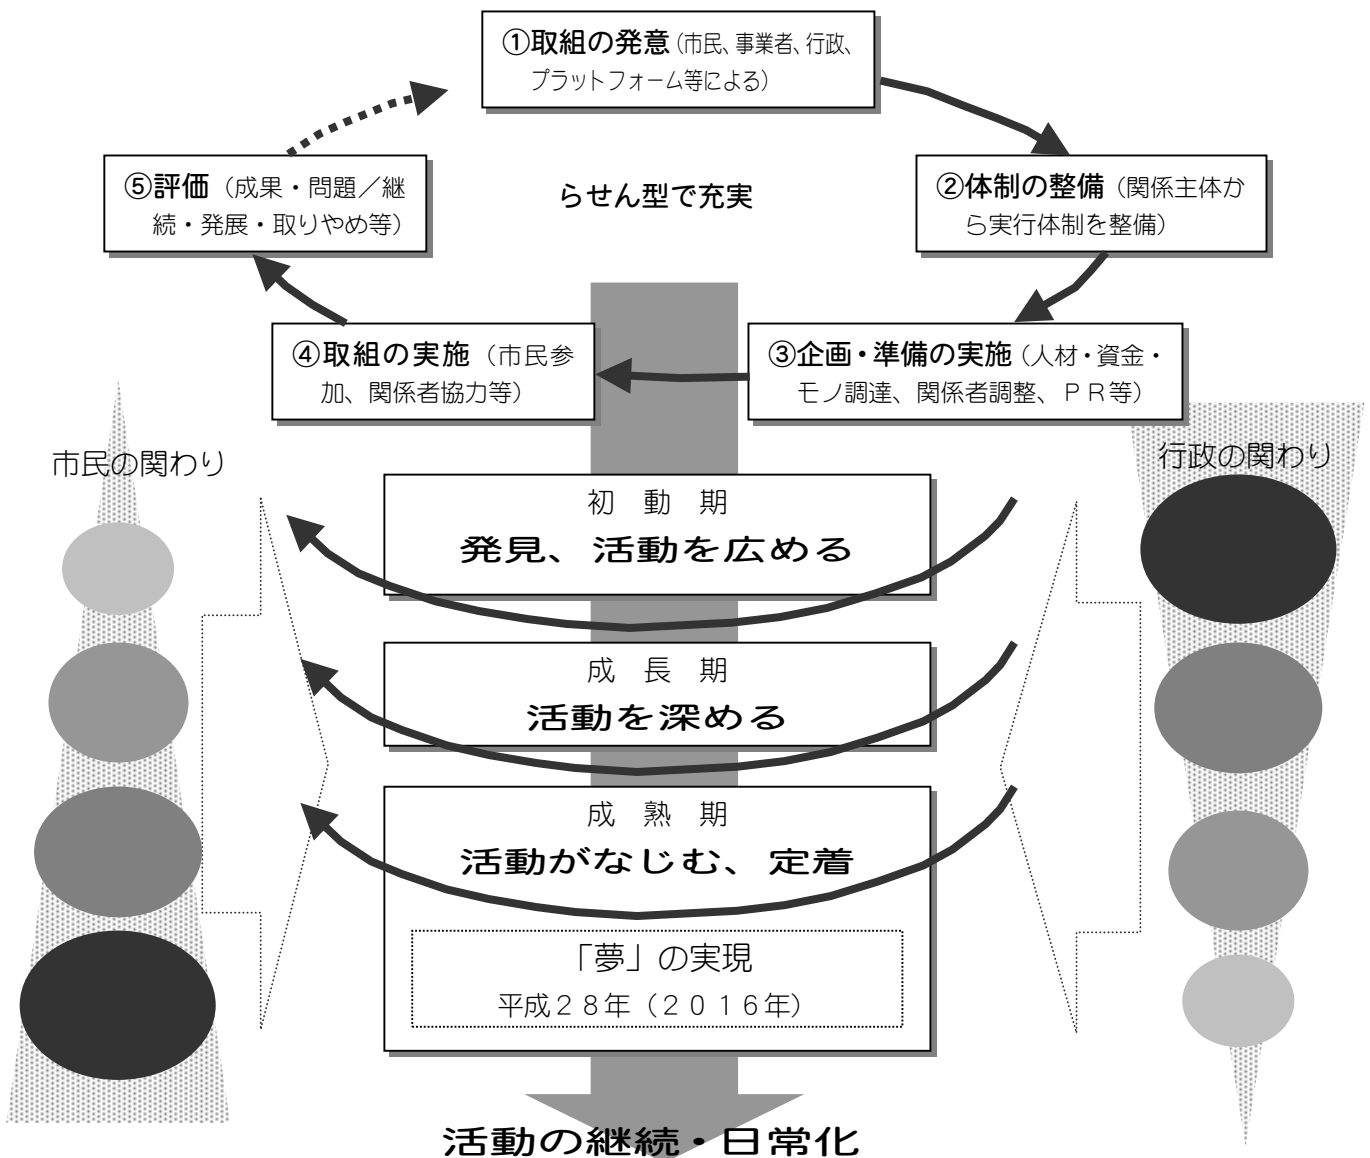 ①取組の発意（市民、事業者、行政、
プラットフォーム等による）
⑤評価（成果・問題／継
続・発展・取りやめ等）
らせん型で充実
②体制の整備（関係主体か
ら実行体制を整備）
④取組の実施（市民参
加、関係者協力等）
③企画・準備の実施（人材・資金・
モノ調達、関係者調整、ＰＲ等）
市民の関わり
行政の関わり
初　動　期
発見、活動を広める
成　長　期
活動を深める
成　熟　期
活動がなじむ、定着
「夢」の実現
平成２８年（２０１６年）
活動の継続・日常化